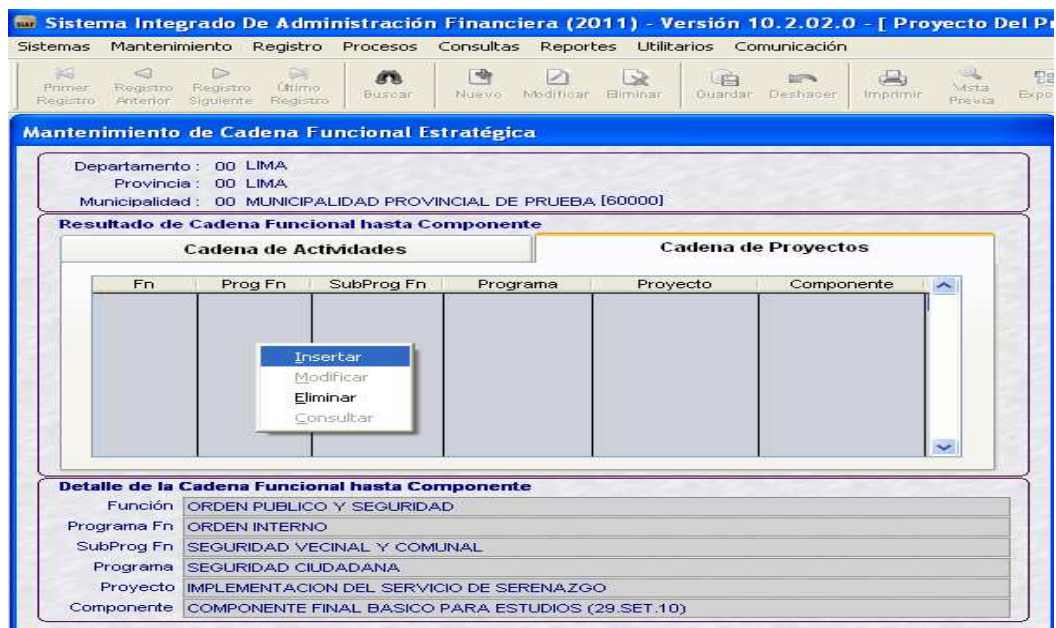 SIAF Sistema Integrado De Administración Financiera (2011) - Versión 10.2.02.0 - [ Proyecto Del Pr
Sistemas Mantenimiento Registro Procesos Consultas Reportes Utilitarios Comunicación
Primer Registro Registro Anterior Registro Siguiente Último Registro Buscar Nuevo Modificar Eliminar Guardar Deshacer Imprimir Vista Previa Expo
Mantenimiento de Cadena Funcional Estratégica
Departamento : 00 LIMA
Provincia : 00 LIMA
Municipalidad : 00 MUNICIPALIDAD PROVINCIAL DE PRUEBA [60000]
Resultado de Cadena Funcional hasta Componente
Cadena de Actividades Cadena de Proyectos
Fn Prog Fn SubProg Fn Programa Proyecto Componente
Insertar
Modificar
Eliminar
Consultar
Detalle de la Cadena Funcional hasta Componente
Función ORDEN PUBLICO Y SEGURIDAD
Programa Fn ORDEN INTERNO
SubProg Fn SEGURIDAD VECINAL Y COMUNAL
Programa SEGURIDAD CIUDADANA
Proyecto IMPLEMENTACION DEL SERVICIO DE SERENAZGO
Componente COMPONENTE FINAL BASICO PARA ESTUDIOS (29.SET.10)